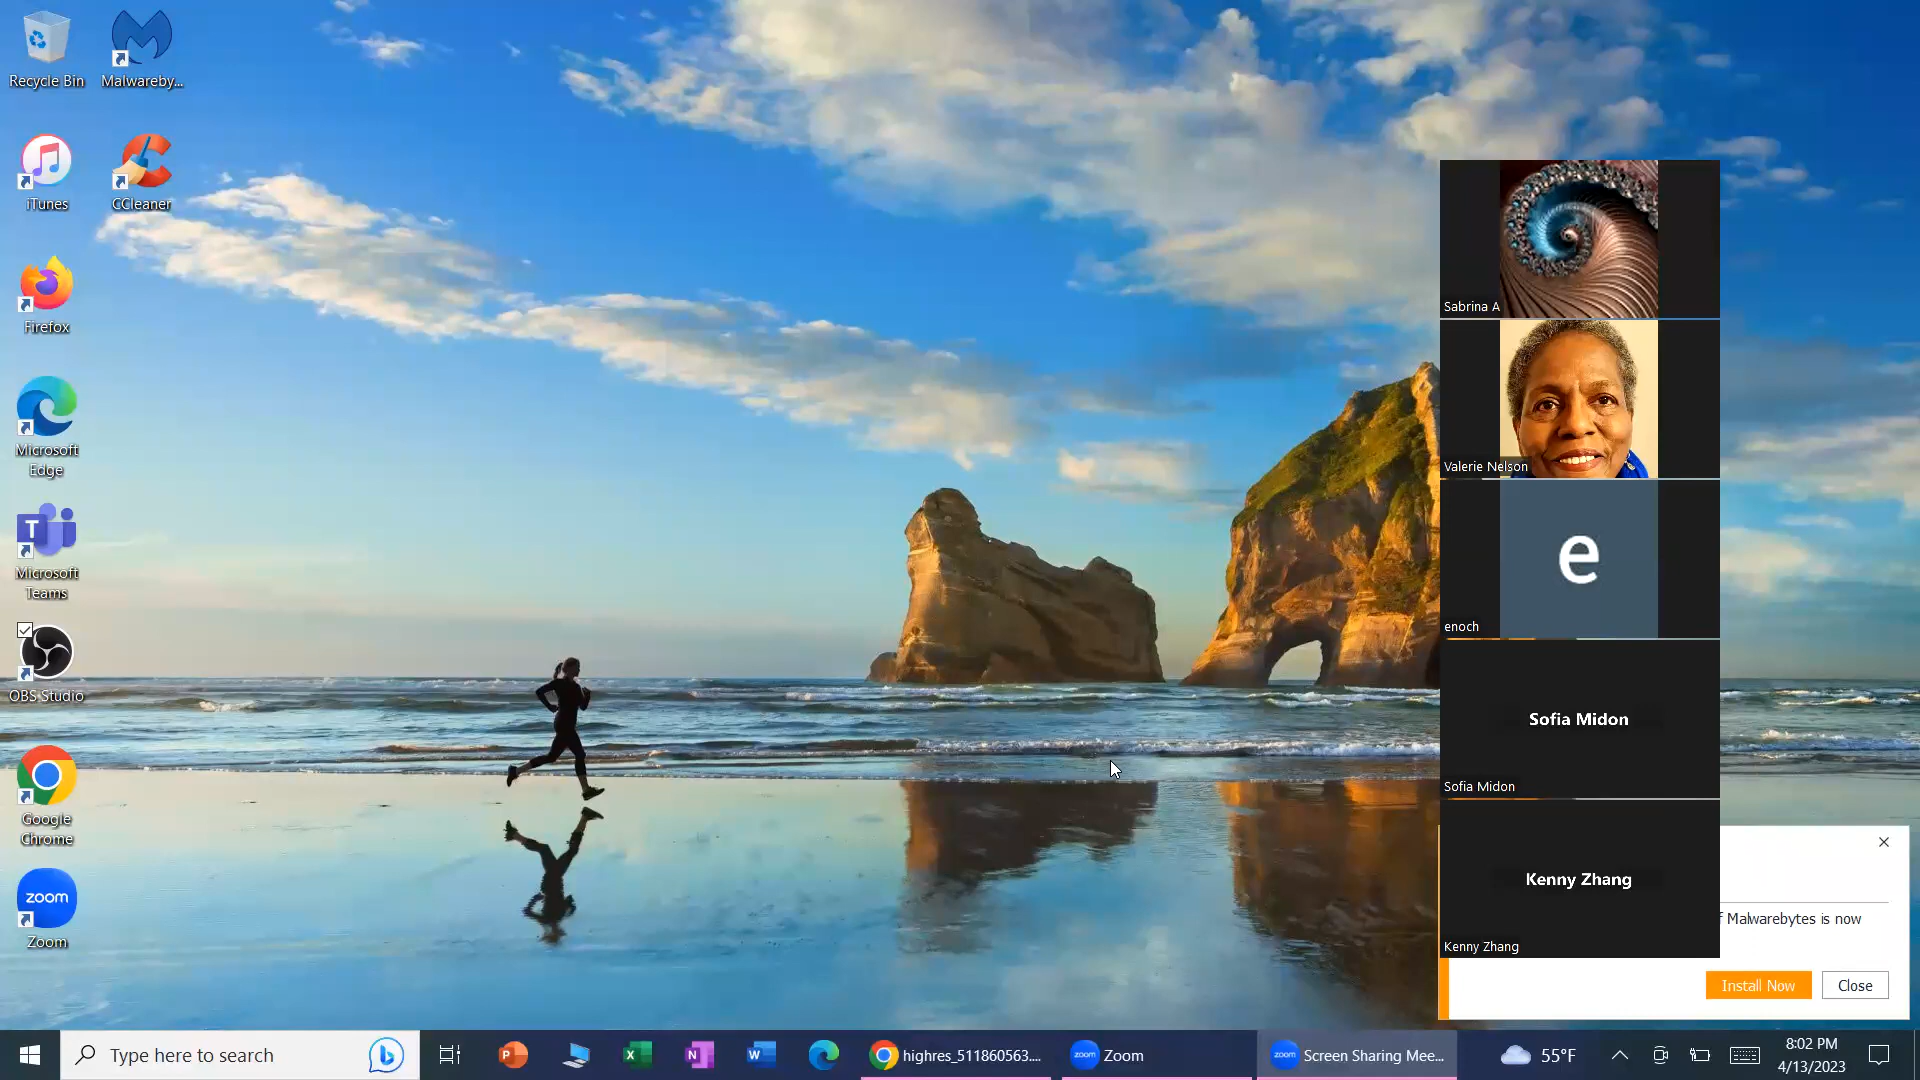 Recycle Bin
Malwareby...
iTunes
CCleaner
Firefox
Microsoft
Edge
T
Microsoft
Teams
OBS Studio
Google
Chrome
zoom
Zoom
Sabrina A
Valerie Nelson
e
enoch
Sofia Midon
Sofia Midon
Kenny Zhang
Kenny Zhang
Malwarebytes is now
Install Now
Close
Type here to search
P
X
N
W
highres_511860563....
zoom
Zoom
zoom
Screen Sharing Mee...
55°F
8:02 PM
4/13/2023